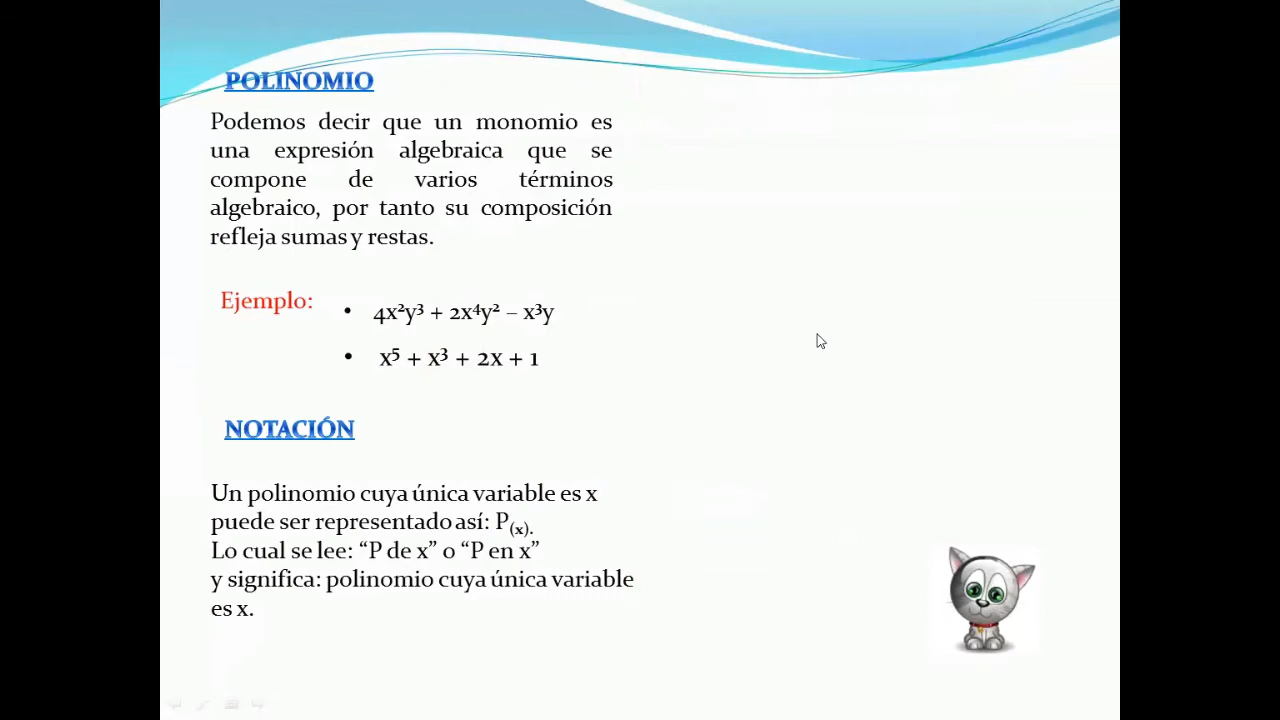 POLINOMIO
Podemos decir que un monomio es
una expresión algebraica que se
compone de varios términos
algebraico, por tanto su composición
refleja sumas y restas.
Ejemplo:
• 4x²y³ + 2x⁴y² – x³y
• x⁵ + x³ + 2x + 1
NOTACIÓN
Un polinomio cuya única variable es x
puede ser representado así: P₍ₓ₎.
Lo cual se lee: “P de x” o “P en x”
y significa: polinomio cuya única variable
es x.